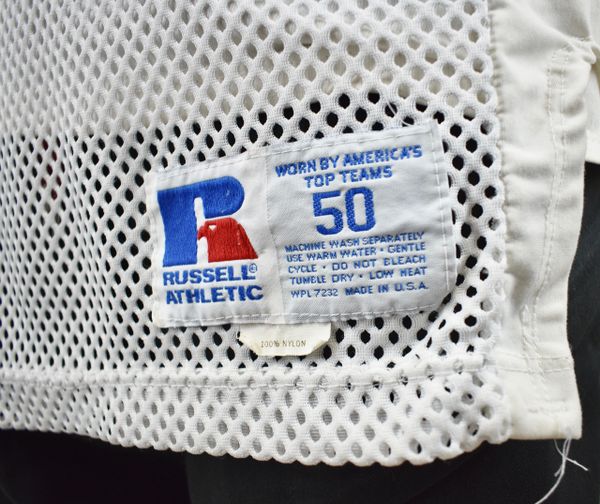 WORN BY AMERICA'S
TOP TEAMS
50
MACHINE WASH SEPARATELY
USE WARM WATER · GENTLE
CYCLE · DO NOT BLEACH
TUMBLE DRY · LOW HEAT
WPL 7232 MADE IN U.S.A.
R
RUSSELL®
ATHLETIC
100% NYLON